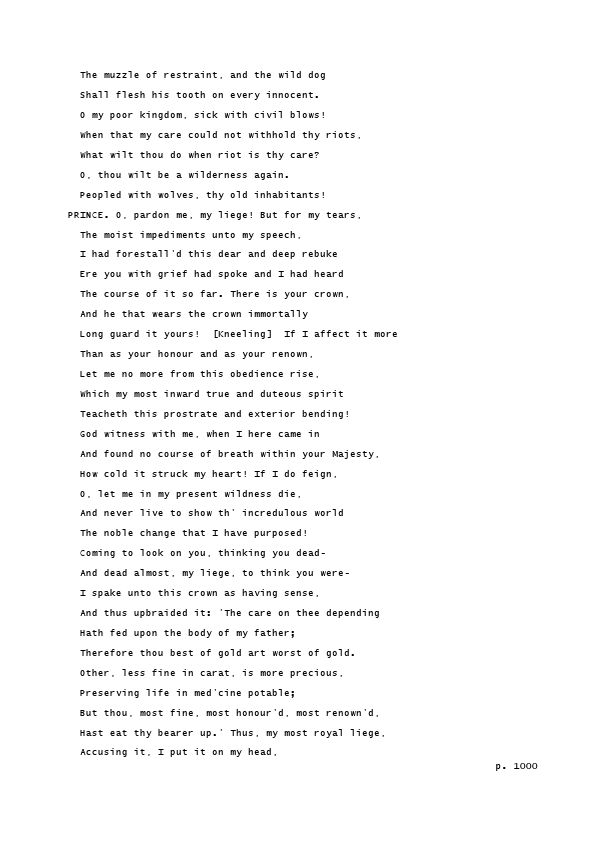 The muzzle of restraint, and the wild dog
Shall flesh his tooth on every innocent.
O my poor kingdom, sick with civil blows!
When that my care could not withhold thy riots,
What wilt thou do when riot is thy care?
O, thou wilt be a wilderness again.
Peopled with wolves, thy old inhabitants!
PRINCE. O, pardon me, my liege! But for my tears,
The moist impediments unto my speech,
I had forestall'd this dear and deep rebuke
Ere you with grief had spoke and I had heard
The course of it so far. There is your crown,
And he that wears the crown immortally
Long guard it yours!  [Kneeling]  If I affect it more
Than as your honour and as your renown,
Let me no more from this obedience rise,
Which my most inward true and duteous spirit
Teacheth this prostrate and exterior bending!
God witness with me, when I here came in
And found no course of breath within your Majesty,
How cold it struck my heart! If I do feign,
O, let me in my present wildness die,
And never live to show th' incredulous world
The noble change that I have purposed!
Coming to look on you, thinking you dead-
And dead almost, my liege, to think you were-
I spake unto this crown as having sense,
And thus upbraided it: 'The care on thee depending
Hath fed upon the body of my father;
Therefore thou best of gold art worst of gold.
Other, less fine in carat, is more precious,
Preserving life in med'cine potable;
But thou, most fine, most honour'd, most renown'd,
Hast eat thy bearer up.' Thus, my most royal liege,
Accusing it, I put it on my head,
p. 1000